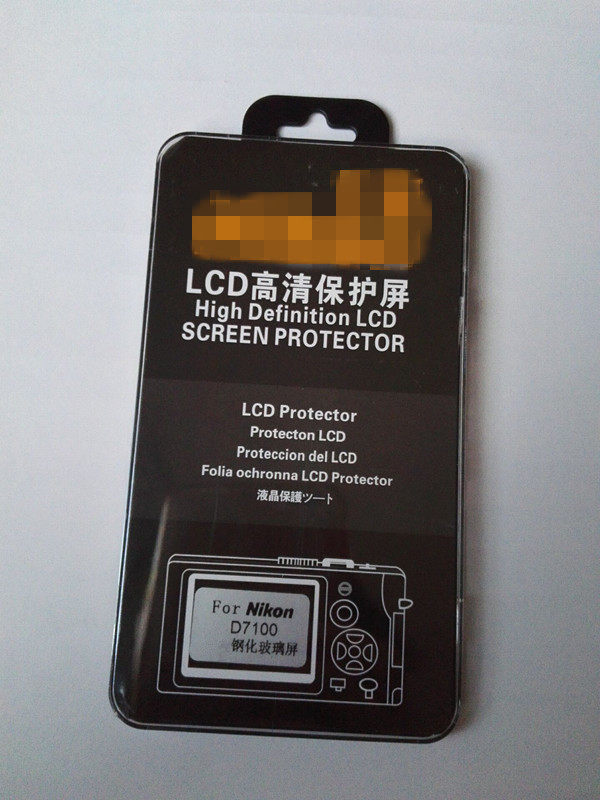 LCD高清保护屏
High Definition LCD
SCREEN PROTECTOR
LCD Protector
Protecton LCD
Proteccion del LCD
Folia ochronna LCD Protector
液晶保護ツート
For Nikon
D7100
钢化玻璃屏